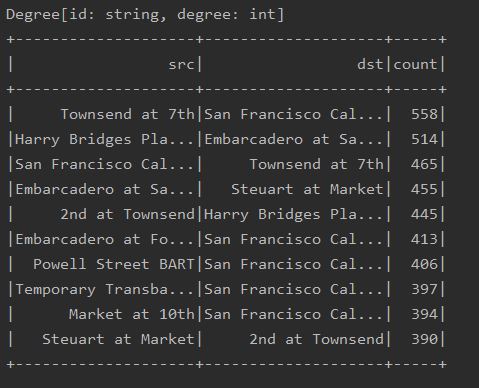 Degree[id: string, degree: int]
+--------------------+--------------------+-----+
|                 src|                 dst|count|
+--------------------+--------------------+-----+
|     Townsend at 7th|San Francisco Cal...|  558|
|Harry Bridges Pla...|Embarcadero at Sa...|  514|
|San Francisco Cal...|     Townsend at 7th|  465|
|Embarcadero at Sa...|   Steuart at Market|  455|
|     2nd at Townsend|Harry Bridges Pla...|  445|
|Embarcadero at Fo...|San Francisco Cal...|  413|
|  Powell Street BART|San Francisco Cal...|  406|
|Temporary Transba...|San Francisco Cal...|  397|
|      Market at 10th|San Francisco Cal...|  394|
|   Steuart at Market|     2nd at Townsend|  390|
+--------------------+--------------------+-----+